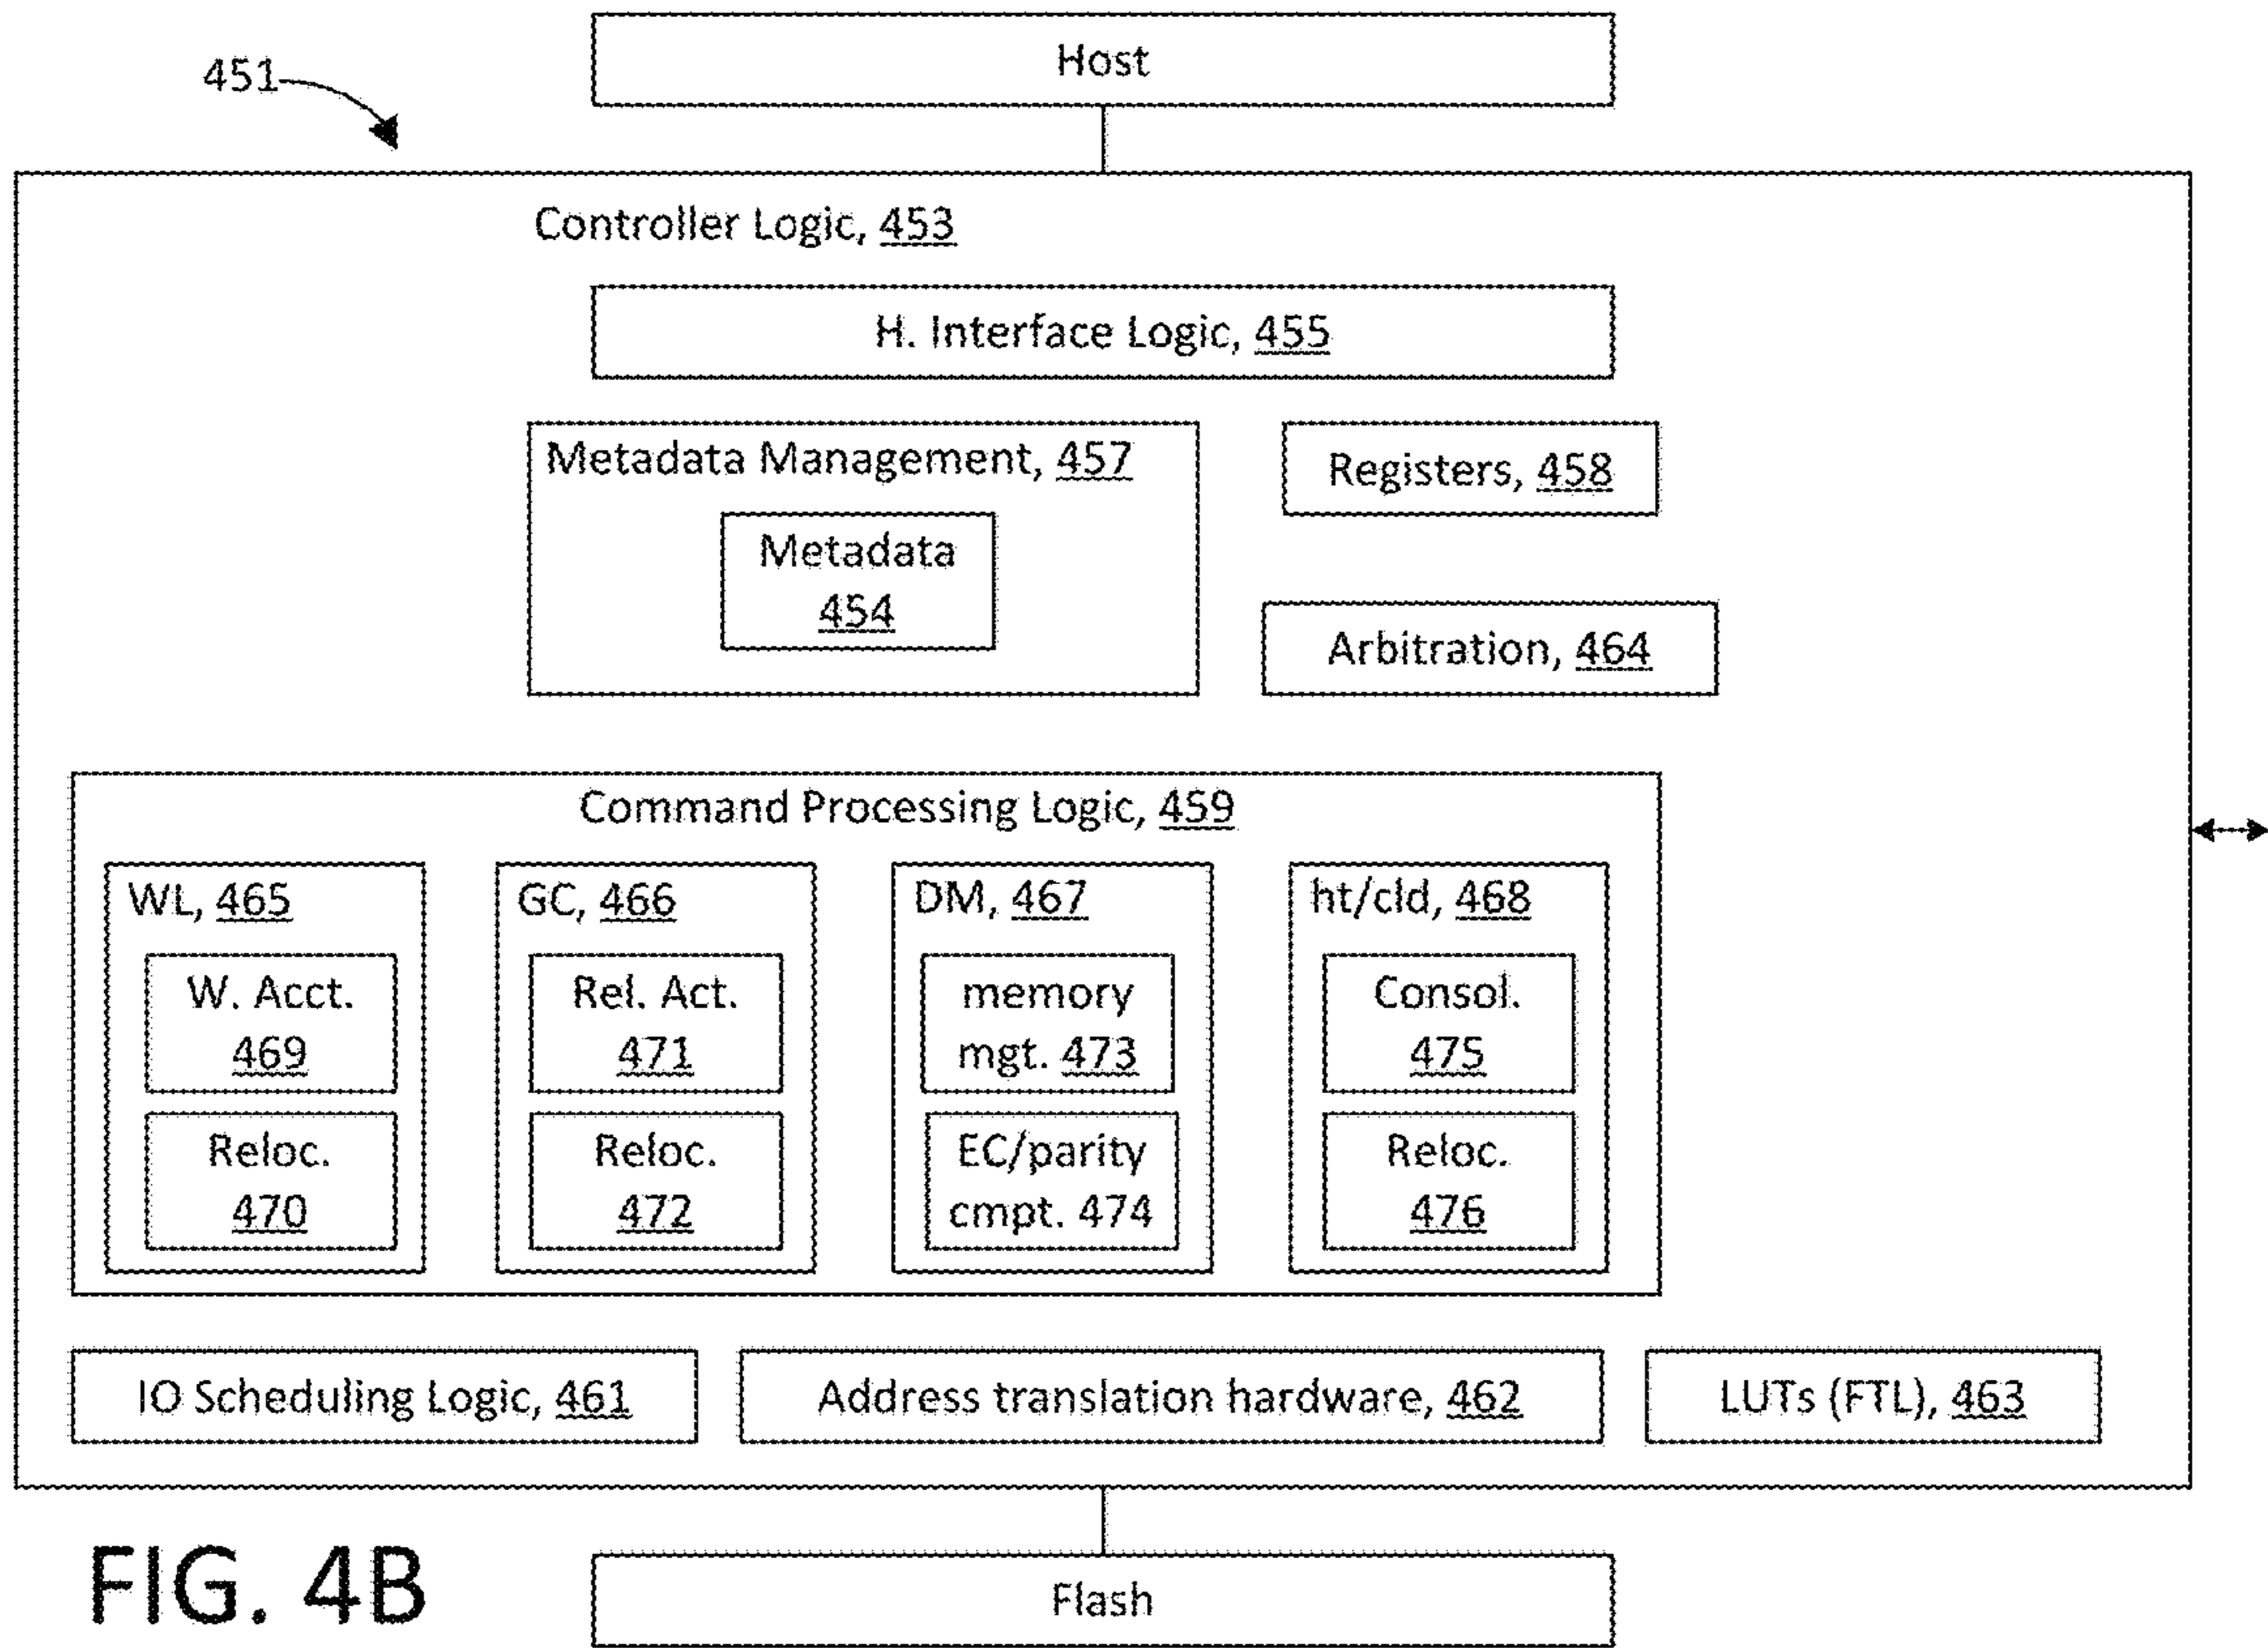 Host
451
Controller Logic, 453
H. Interface Logic, 455
Metadata Management, 457
Registers, 458
Metadata
454
Arbitration, 464
Command Processing Logic, 459
WL, 465
W. Acct.
469
Reloc.
470
GC, 466
Rel. Act.
471
Reloc.
472
DM, 467
memory
mgt. 473
EC/parity
cmpt. 474
ht/cld, 468
Consol.
475
Reloc.
476
IO Scheduling Logic, 461
Address translation hardware, 462
LUTs (FTL), 463
Flash
FIG. 4B